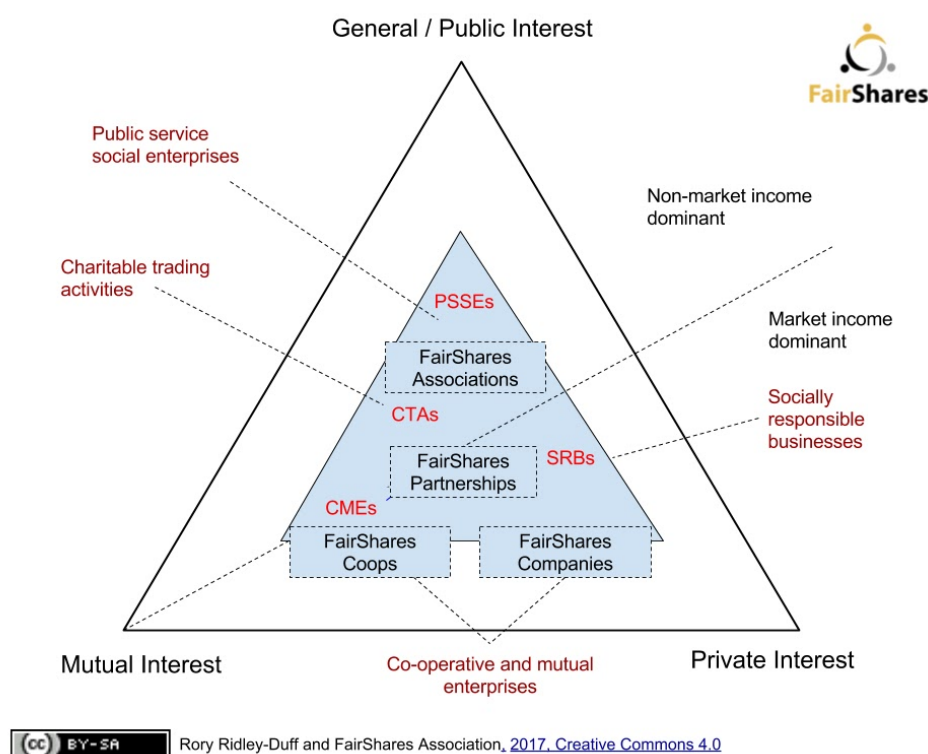 General / Public Interest
FairShares
Public service
social enterprises
Non-market income
dominant
Charitable trading
activities
PSSEs
Market income
dominant
FairShares
Associations
Socially
responsible
businesses
CTAs
FairShares
Partnerships
SRBs
CMEs
FairShares
Coops
FairShares
Companies
Mutual Interest
Co-operative and mutual
enterprises
Private Interest
(cc) BY-SA
Rory Ridley-Duff and FairShares Association, 2017, Creative Commons 4.0